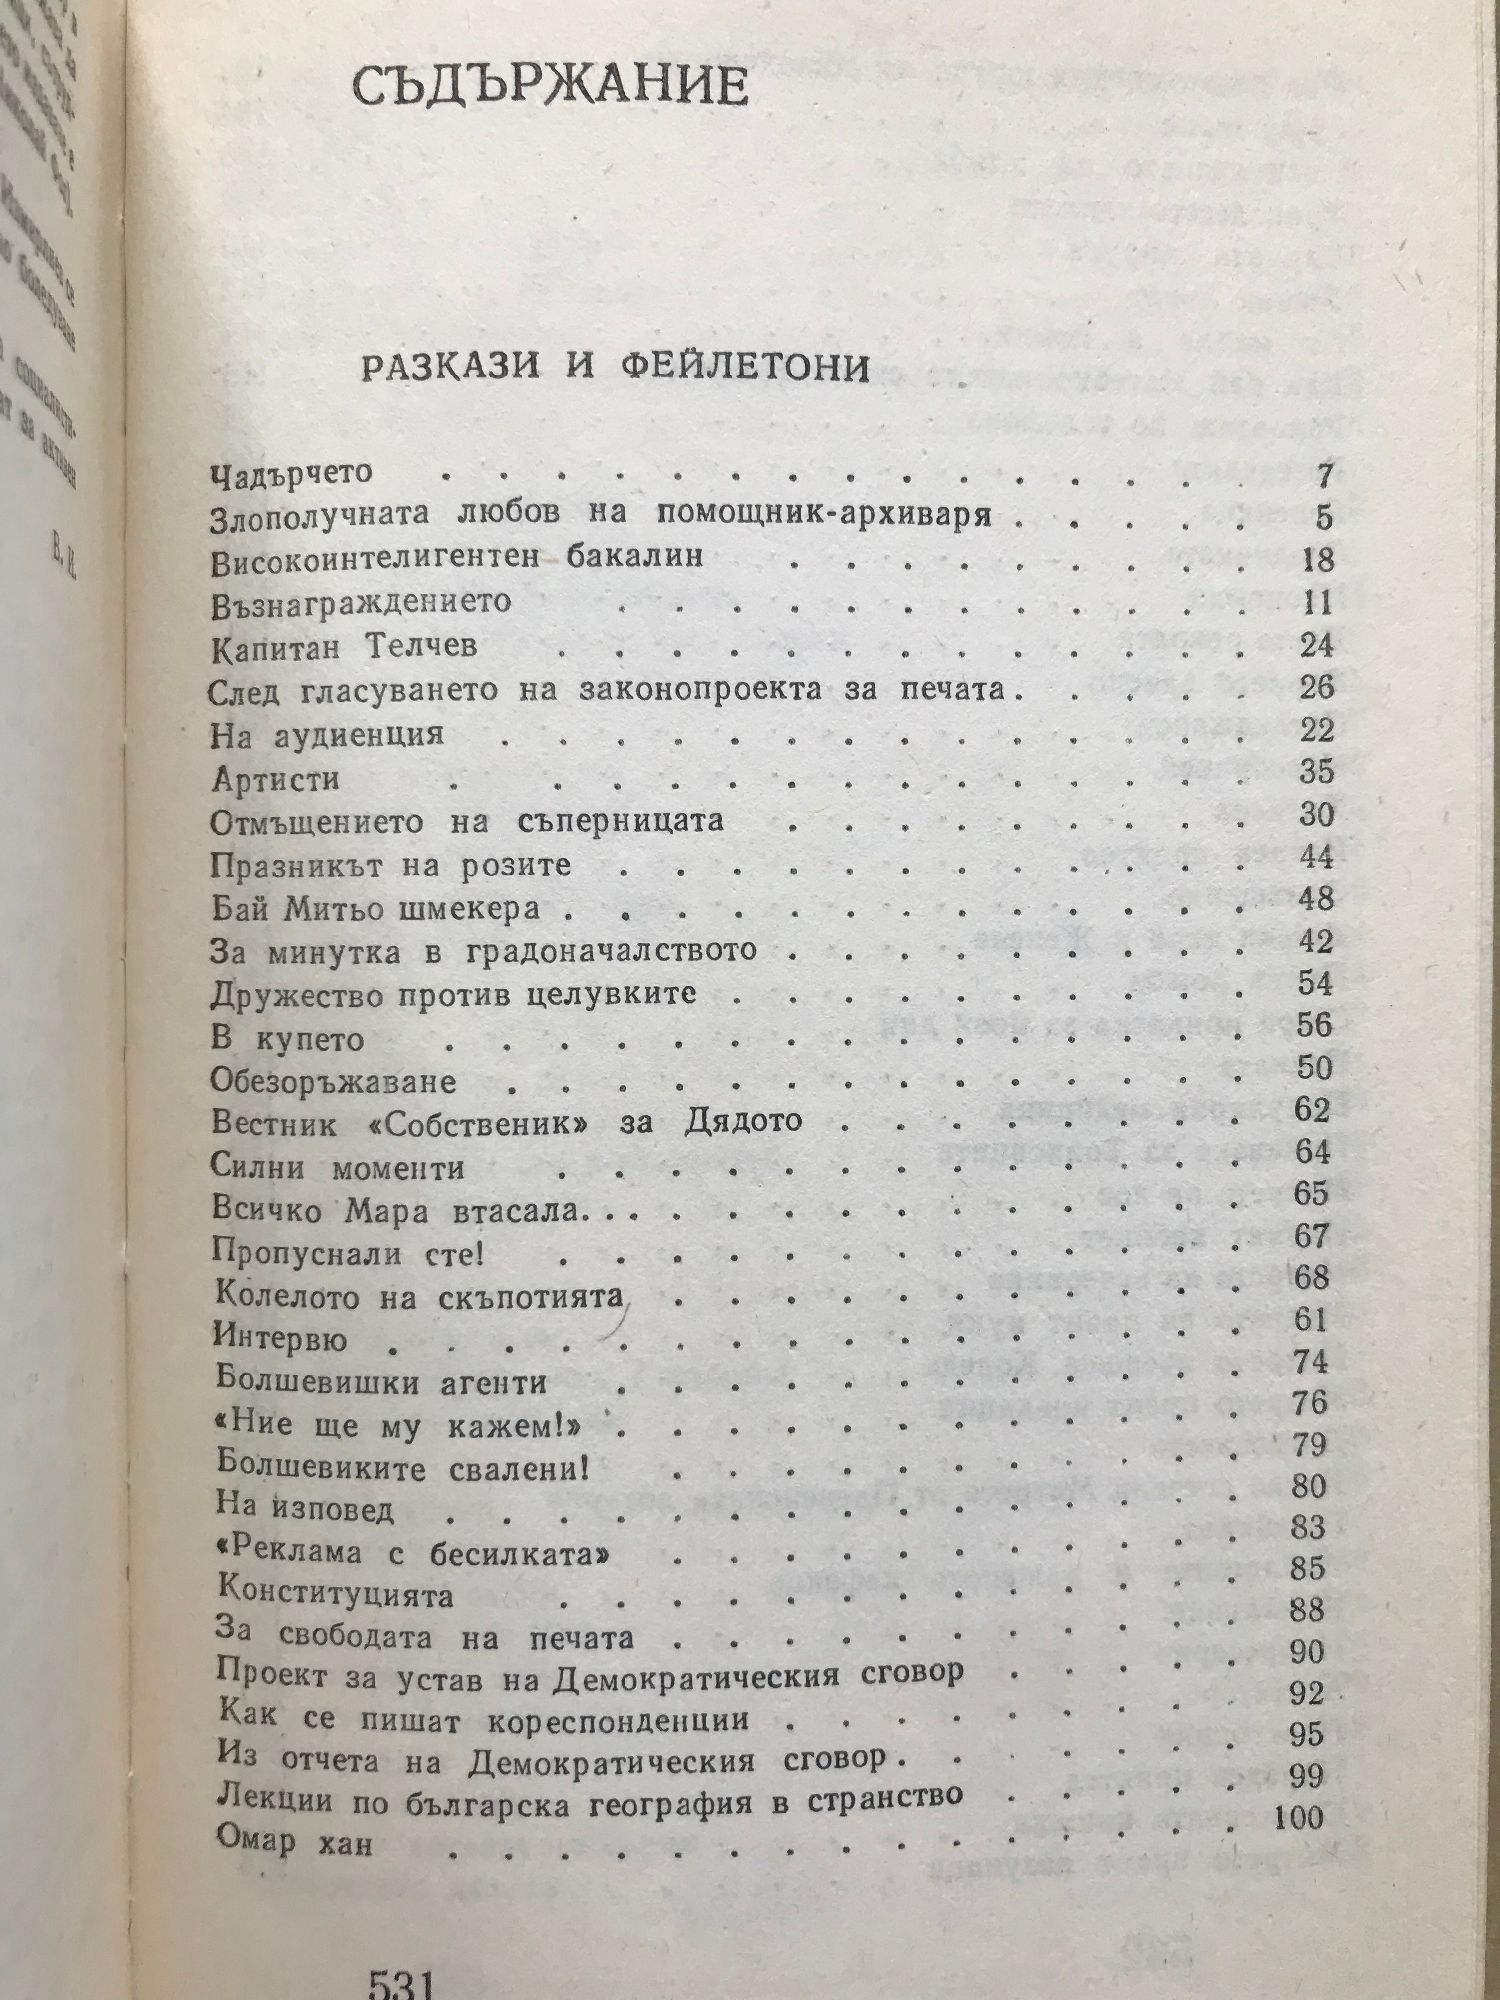 СЪДЪРЖАНИЕ
РАЗКАЗИ И ФЕЙЛЕТОНИ
Чадърчето . . . . . . . . . . . . . . 7
Злополучната любов на помощник-архиваря . . . . . 5
Високоинтелигентен бакалин . . . . . . . . . 18
Възнаграждението . . . . . . . . . . . . 11
Капитан Телчев . . . . . . . . . . . . . 24
След гласуването на законопроекта за печата . . . . . 26
На аудиенция . . . . . . . . . . . . . . 22
Артисти . . . . . . . . . . . . . . 35
Отмъщението на съперницата . . . . . . . . . 30
Празникът на розите . . . . . . . . . . . . 44
Бай Митьо шмекера . . . . . . . . . . . . . 48
За минутка в градоначалството . . . . . . . . . 42
Дружество против целувките . . . . . . . . . . 54
В купето . . . . . . . . . . . . . . . 56
Обезоръжаване . . . . . . . . . . . . . . 50
Вестник «Собственик» за Дядото . . . . . . . . 62
Силни моменти . . . . . . . . . . . . . 64
Всичко Мара втасала. . . . . . . . . . . . . . 65
Пропуснали сте! . . . . . . . . . . . . . 67
Колелото на скъпотията . . . . . . . . . . . 68
Интервю . . . . . . . . . . . . . . . . 61
Болшевишки агенти . . . . . . . . . . . . 74
«Ние ще му кажем!» . . . . . . . . . . . . 76
Болшевиките свалени! . . . . . . . . . . . 79
На изповед . . . . . . . . . . . . . . . 80
«Реклама с бесилката» . . . . . . . . . . . 83
Конституцията . . . . . . . . . . . . . 85
За свободата на печата . . . . . . . . . . . 88
Проект за устав на Демократическия сговор . . . . . 90
Как се пишат кореспонденции . . . . . . . . 92
Из отчета на Демократическия сговор . . . . . . . 95
Лекции по българска география в странство . . . . . 99
Омар хан . . . . . . . . . . . . . . . 100
531